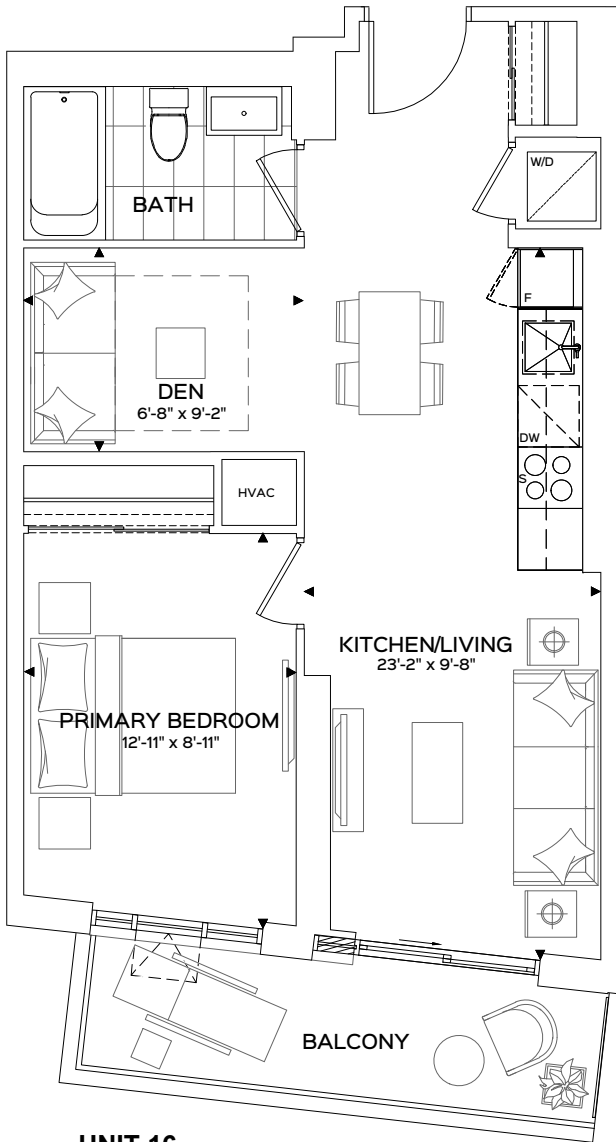 W/D
BATH
F
DEN
6'-8" x 9'-2"
DW
S
HVAC
KITCHEN/LIVING
23'-2" x 9'-8"
PRIMARY BEDROOM
12'-11" x 8'-11"
BALCONY
UNIT 16